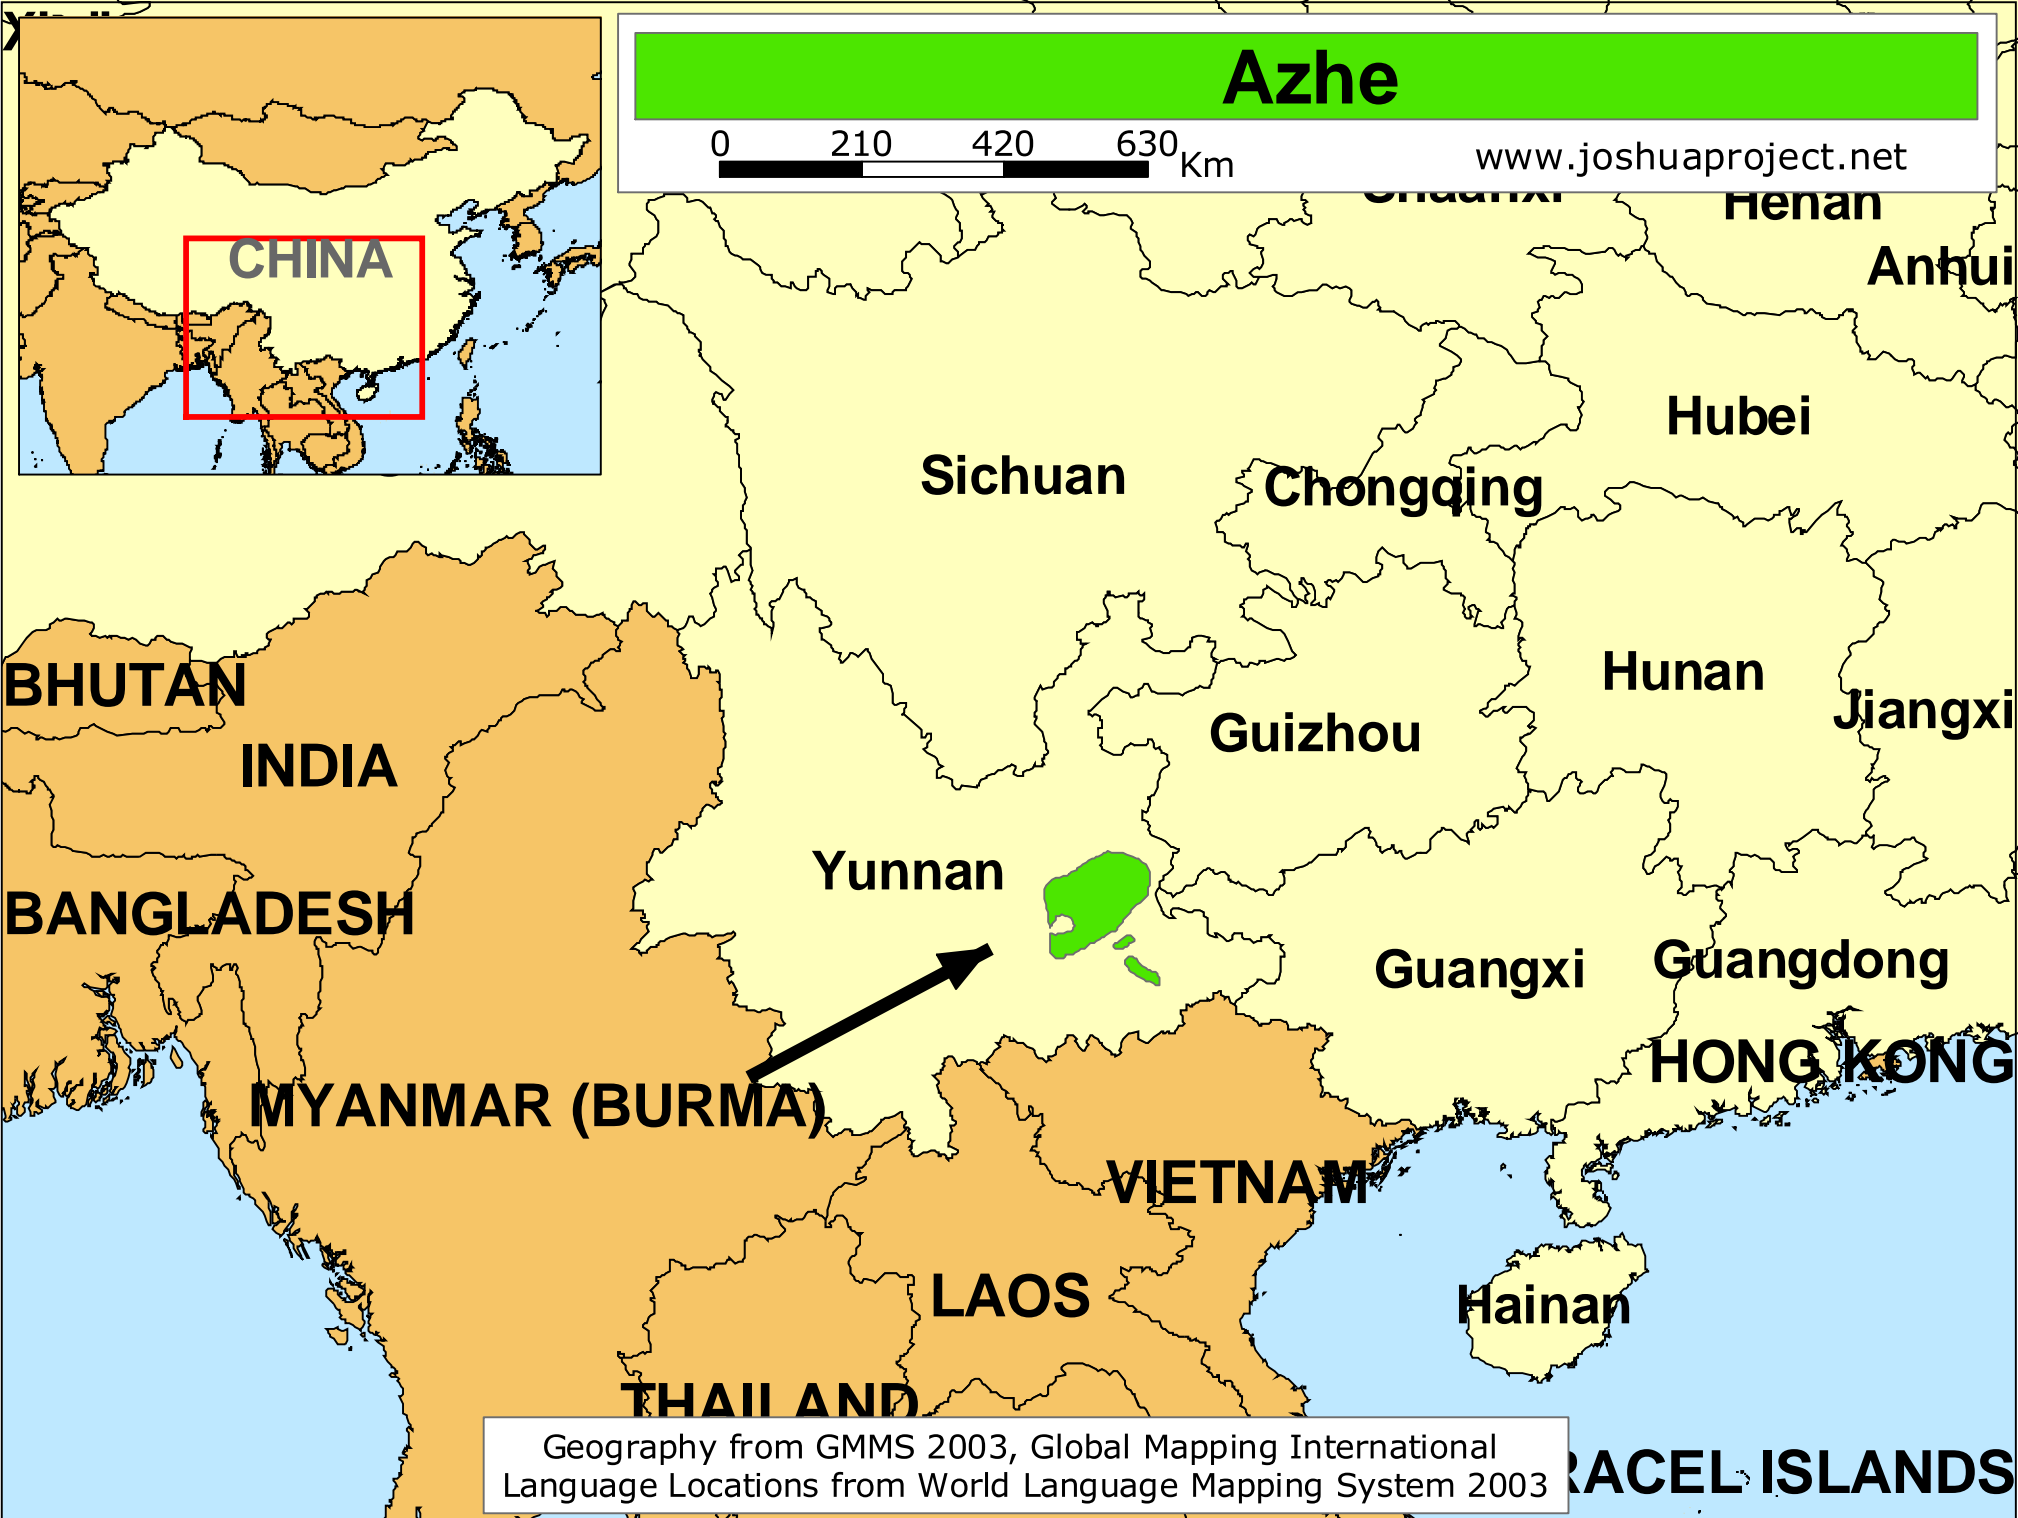 Azhe
0 210 420 630
Km
www.joshuaproject.net
CHINA
Shaanxi
Henan
Anhui
Hubei
Sichuan
Chongqing
BHUTAN
Hunan
Jiangxi
Guizhou
INDIA
Yunnan
BANGLADESH
Guangxi
Guangdong
HONG KONG
MYANMAR (BURMA)
VIETNAM
LAOS
Hainan
THAILAND
Geography from GMMS 2003, Global Mapping International
Language Locations from World Language Mapping System 2003
RACEL ISLANDS